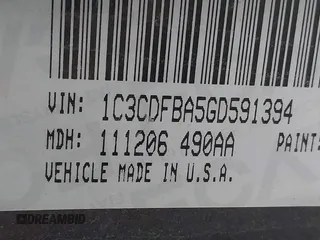 VIN: 1C3CDFBA5GD591394
MDH: 111206 490AA PAINT:
VEHICLE MADE IN U.S.A.
DREAMBID